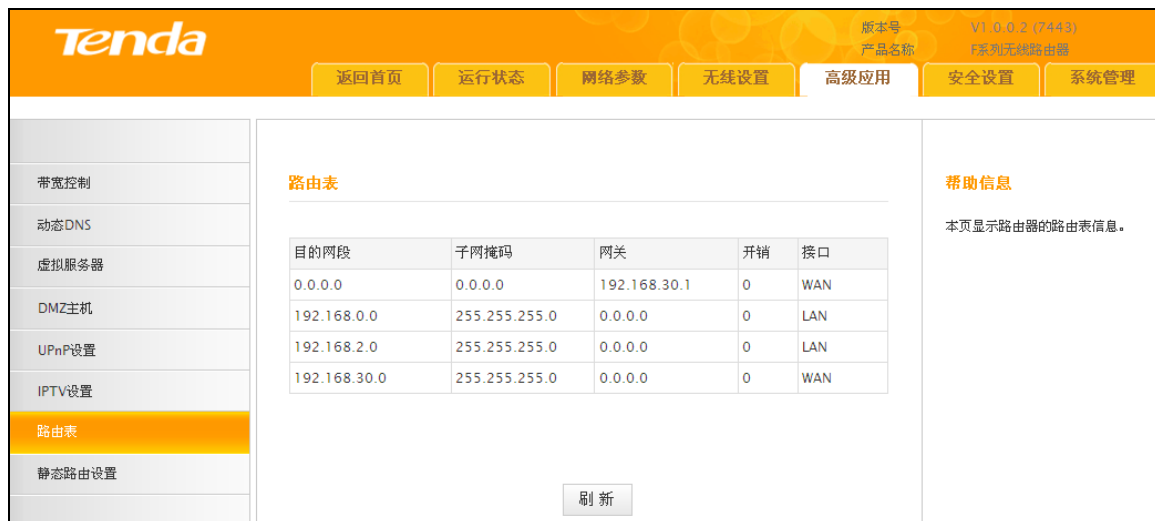 Tenda
版本号 V1.0.0.2 (7443)
产品名称 F系列无线路由器
返回首页 运行状态 网络参数 无线设置 高级应用 安全设置 系统管理
带宽控制
动态DNS
虚拟服务器
DMZ主机
UPnP设置
IPTV设置
路由表
静态路由设置
路由表
目的网段 子网掩码 网关 开销 接口
0.0.0.0 0.0.0.0 192.168.30.1 0 WAN
192.168.0.0 255.255.255.0 0.0.0.0 0 LAN
192.168.2.0 255.255.255.0 0.0.0.0 0 LAN
192.168.30.0 255.255.255.0 0.0.0.0 0 WAN
刷 新
帮助信息
本页显示路由器的路由表信息。